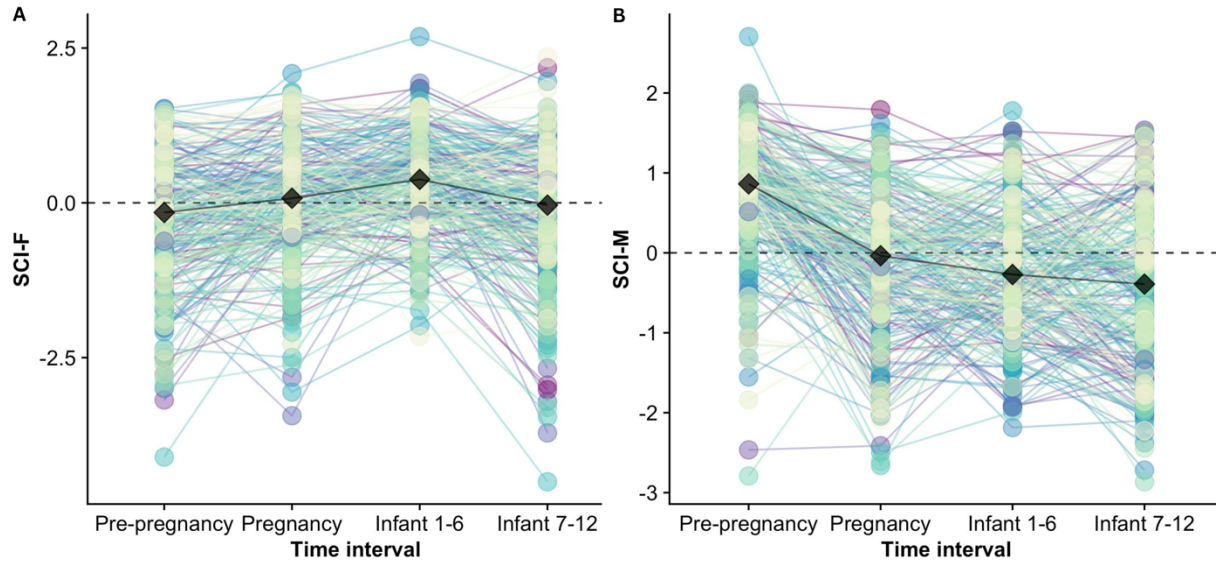 A
SCI-F
2.5
0.0
-2.5
Pre-pregnancy Pregnancy Infant 1-6 Infant 7-12
Time interval
B
SCI-M
2
1
0
-1
-2
-3
Pre-pregnancy Pregnancy Infant 1-6 Infant 7-12
Time interval